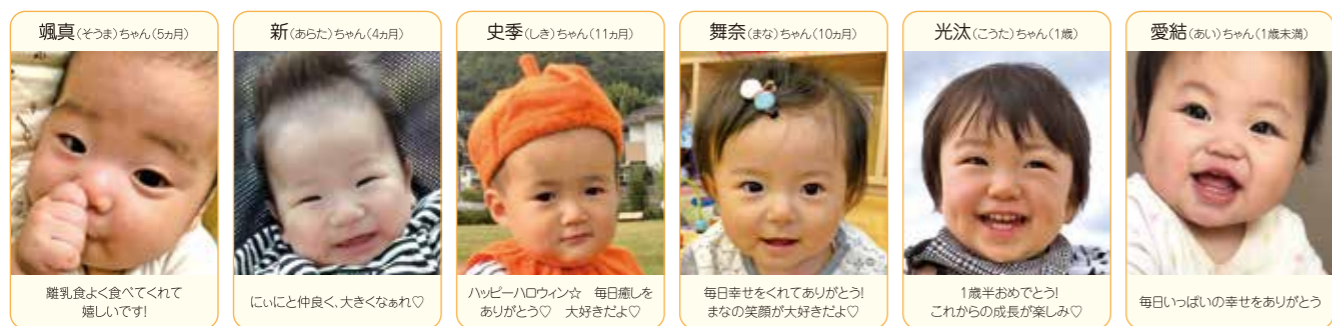 颯真(そうま)ちゃん(5ヵ月)
離乳食よく食べてくれて
嬉しいです!
新(あらた)ちゃん(4ヵ月)
にぃにと仲良く、大きくなぁれ♡
史季(しき)ちゃん(11ヵ月)
ハッピーハロウィン☆　毎日癒しを
ありがとう♡　大好きだよ♡
舞奈(まな)ちゃん(10ヵ月)
毎日幸せをくれてありがとう!
まなの笑顔が大好きだよ♡
光汰(こうた)ちゃん(1歳)
1歳半おめでとう!
これからの成長が楽しみ♡
愛結(あい)ちゃん(1歳未満)
毎日いっぱいの幸せをありがとう